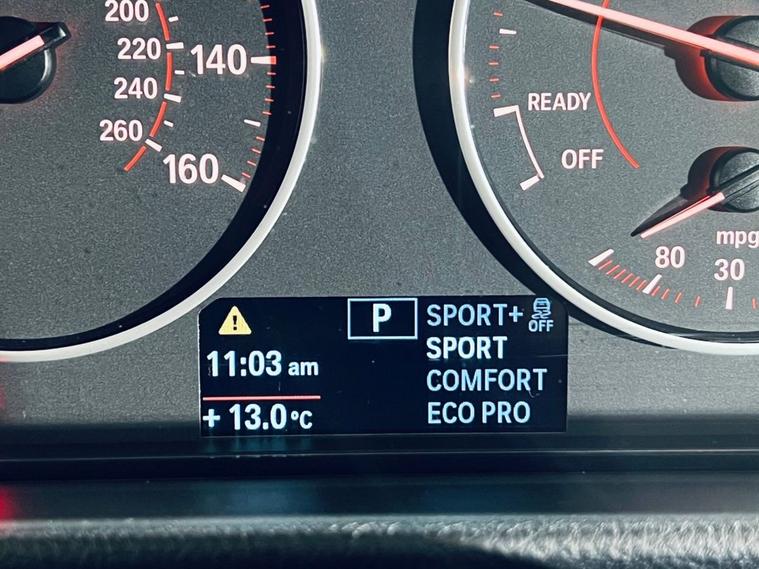 200
220
140
240
260
160
READY
OFF
mpg
80
30
P
SPORT+
OFF
SPORT
11:03 am
COMFORT
+ 13.0 °C
ECO PRO